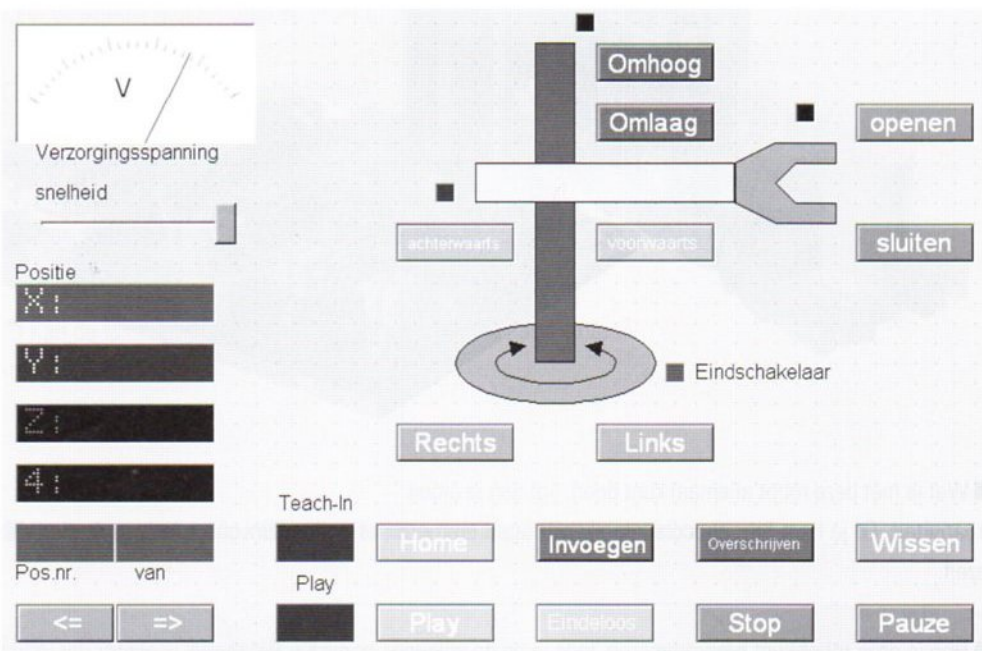 V
Verzorgingsspanning
snelheid
Positie
X:
Y:
Z:
4:
Pos.nr. van
<= =>
Omhoog
Omlaag
openen
achterwaarts voorwaarts
sluiten
Eindschakelaar
Rechts Links
Teach-In
Home Invoegen Overschrijven Wissen
Play
Play Eindeloos Stop Pauze